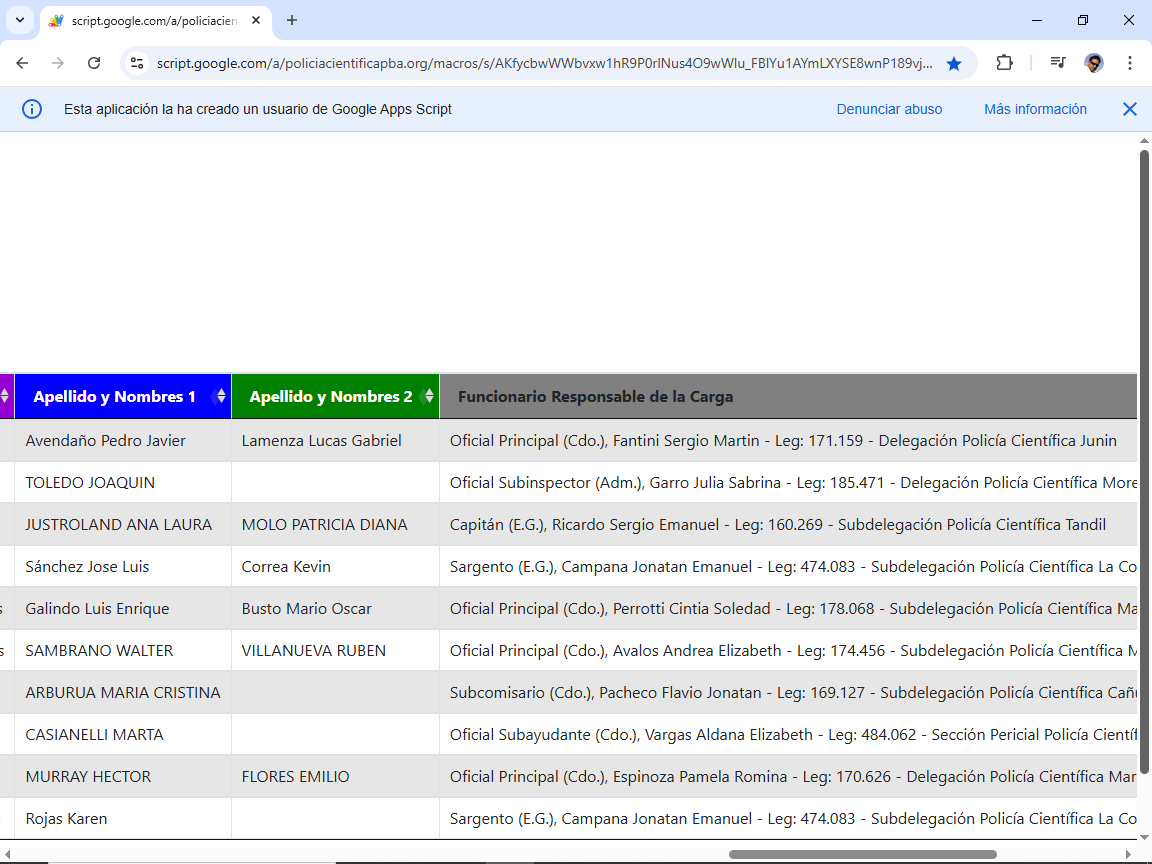 script.google.com/a/policiacien
script.google.com/a/policiacientificapba.org/macros/s/AKfycbwWWbvxw1hR9P0rlNus4O9wWlu_FBlYu1AYmLXYSE8wnP189vj...
Esta aplicación la ha creado un usuario de Google Apps Script Denunciar abuso Más información
Apellido y Nombres 1 Apellido y Nombres 2 Funcionario Responsable de la Carga
Avendaño Pedro Javier Lamenza Lucas Gabriel Oficial Principal (Cdo.), Fantini Sergio Martin - Leg: 171.159 - Delegación Policía Científica Junin
TOLEDO JOAQUIN Oficial Subinspector (Adm.), Garro Julia Sabrina - Leg: 185.471 - Delegación Policía Científica More
JUSTROLAND ANA LAURA MOLO PATRICIA DIANA Capitán (E.G.), Ricardo Sergio Emanuel - Leg: 160.269 - Subdelegación Policía Científica Tandil
Sánchez Jose Luis Correa Kevin Sargento (E.G.), Campana Jonatan Emanuel - Leg: 474.083 - Subdelegación Policía Científica La Co
s Galindo Luis Enrique Busto Mario Oscar Oficial Principal (Cdo.), Perrotti Cintia Soledad - Leg: 178.068 - Subdelegación Policía Científica Ma
s SAMBRANO WALTER VILLANUEVA RUBEN Oficial Principal (Cdo.), Avalos Andrea Elizabeth - Leg: 174.456 - Subdelegación Policía Científica M
ARBURUA MARIA CRISTINA Subcomisario (Cdo.), Pacheco Flavio Jonatan - Leg: 169.127 - Subdelegación Policía Científica Cañu
CASIANELLI MARTA Oficial Subayudante (Cdo.), Vargas Aldana Elizabeth - Leg: 484.062 - Sección Pericial Policía Científ
MURRAY HECTOR FLORES EMILIO Oficial Principal (Cdo.), Espinoza Pamela Romina - Leg: 170.626 - Delegación Policía Científica Mar
Rojas Karen Sargento (E.G.), Campana Jonatan Emanuel - Leg: 474.083 - Subdelegación Policía Científica La Co